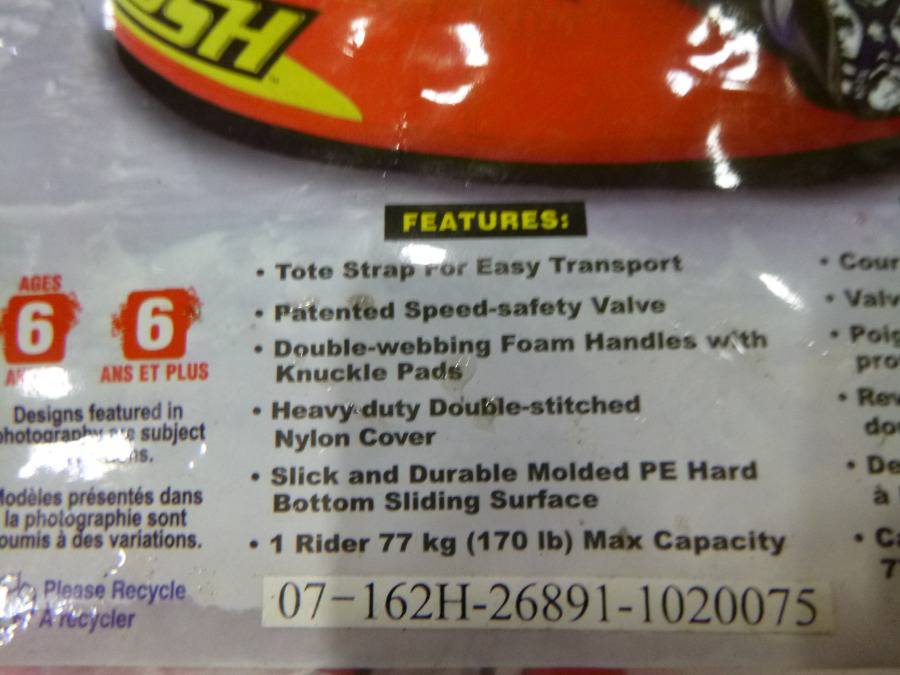 SH
FEATURES:
• Tote Strap For Easy Transport
• Patented Speed-safety Valve
• Double-webbing Foam Handles with
Knuckle Pads
• Heavy-duty Double-stitched
Nylon Cover
• Slick and Durable Molded PE Hard
Bottom Sliding Surface
• 1 Rider 77 kg (170 lb) Max Capacity
07-162H-26891-1020075
AGES
6
6
ANS ET PLUS
Designs featured in
photography are subject
présentés dans
la photographie sont
à des variations.
Please Recycle
À recycler
• Valv
• Poig
• De
à